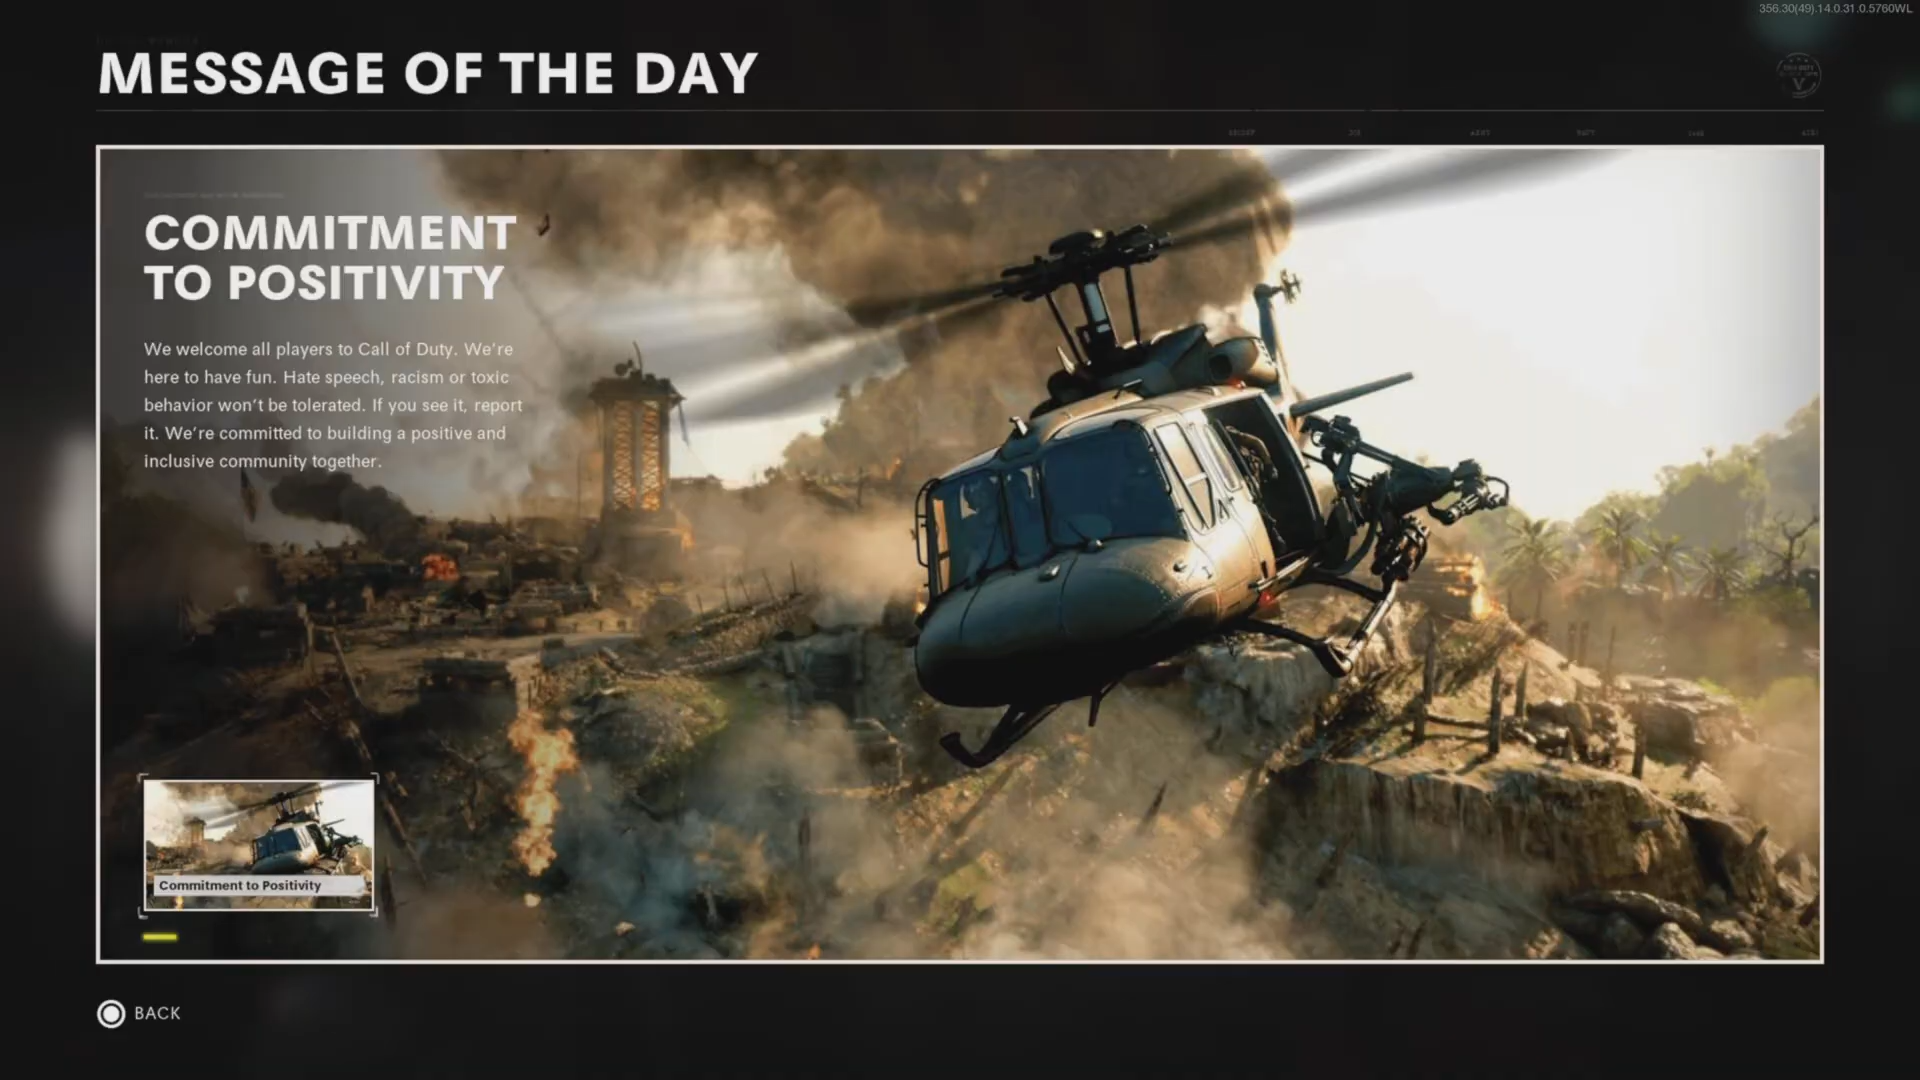 356.30(49).14.0.31.0.5760WL
MESSAGE OF THE DAY
COMMITMENT
TO POSITIVITY
We welcome all players to Call of Duty. We're
here to have fun. Hate speech, racism or toxic
behavior won't be tolerated. If you see it, report
it. We're committed to building a positive and
inclusive community together.
Commitment to Positivity
BACK